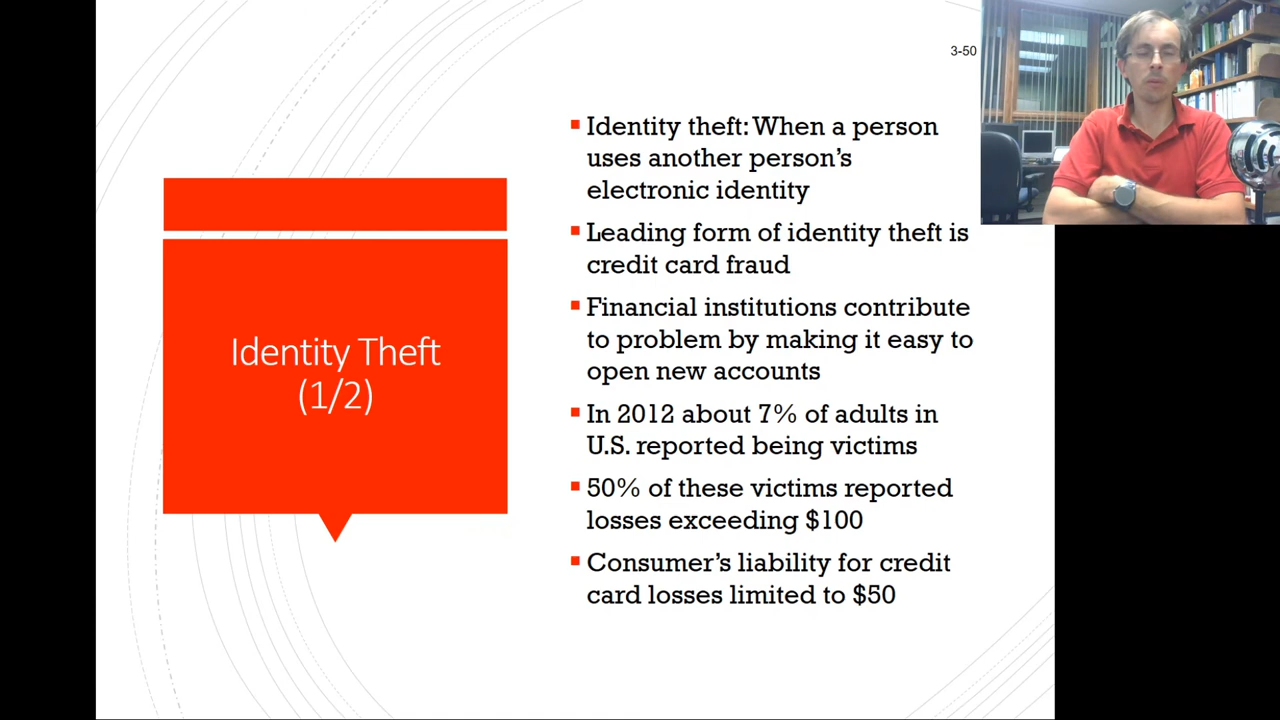 3-50
Identity Theft
(1/2)
Identity theft: When a person
uses another person’s
electronic identity
Leading form of identity theft is
credit card fraud
Financial institutions contribute
to problem by making it easy to
open new accounts
In 2012 about 7% of adults in
U.S. reported being victims
50% of these victims reported
losses exceeding $100
Consumer’s liability for credit
card losses limited to $50